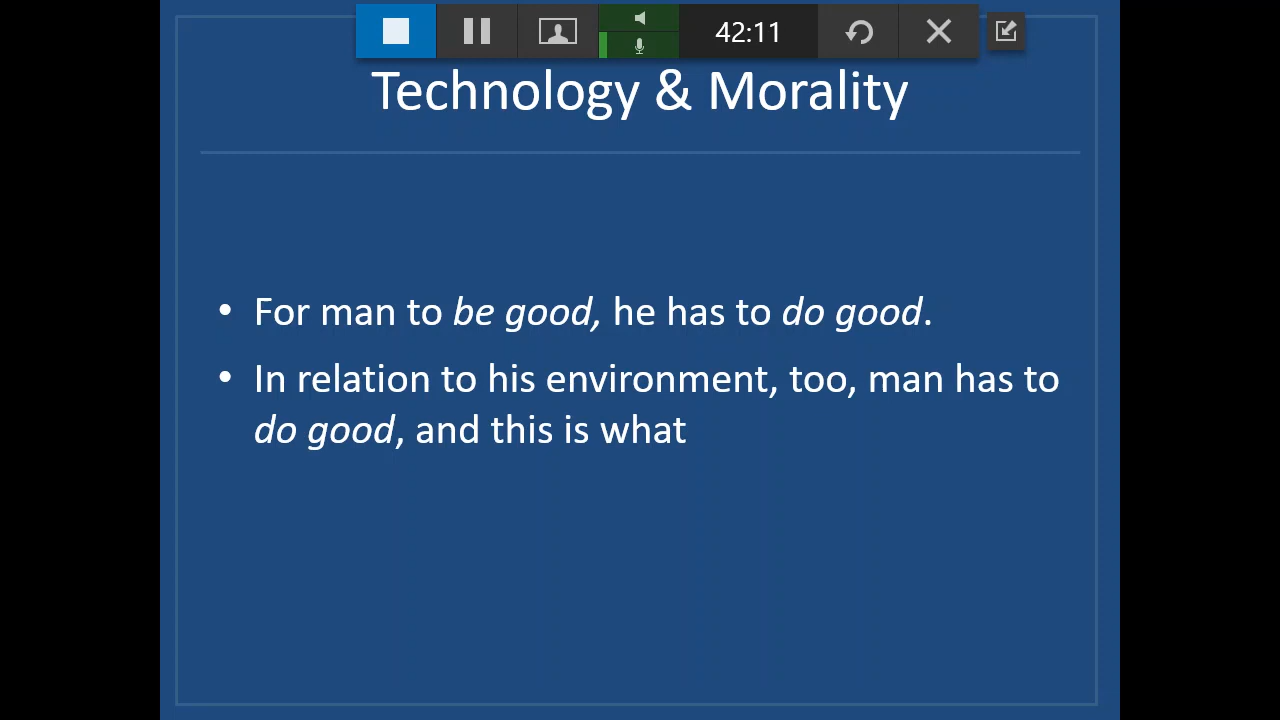 42:11
Technology & Morality
• For man to be good, he has to do good.
• In relation to his environment, too, man has to
do good, and this is what